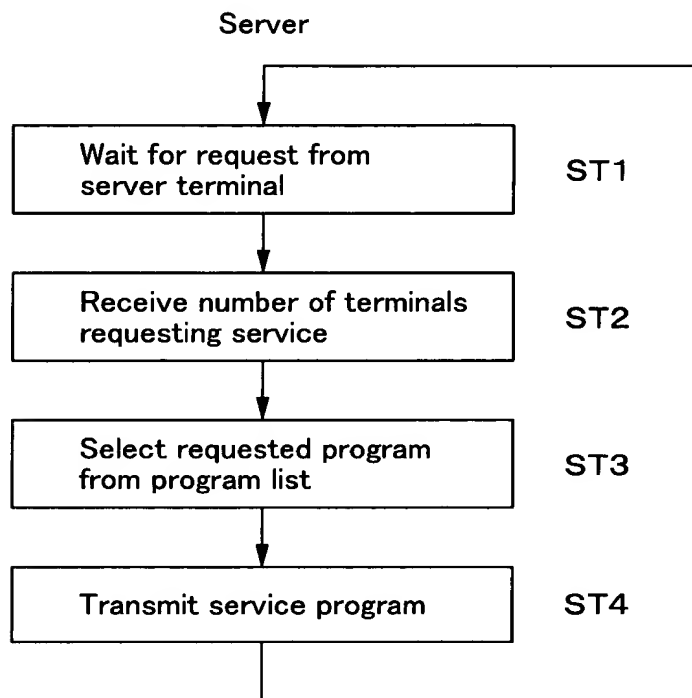 Server
Wait for request from
server terminal
ST1
Receive number of terminals
requesting service
ST2
Select requested program
from program list
ST3
Transmit service program
ST4